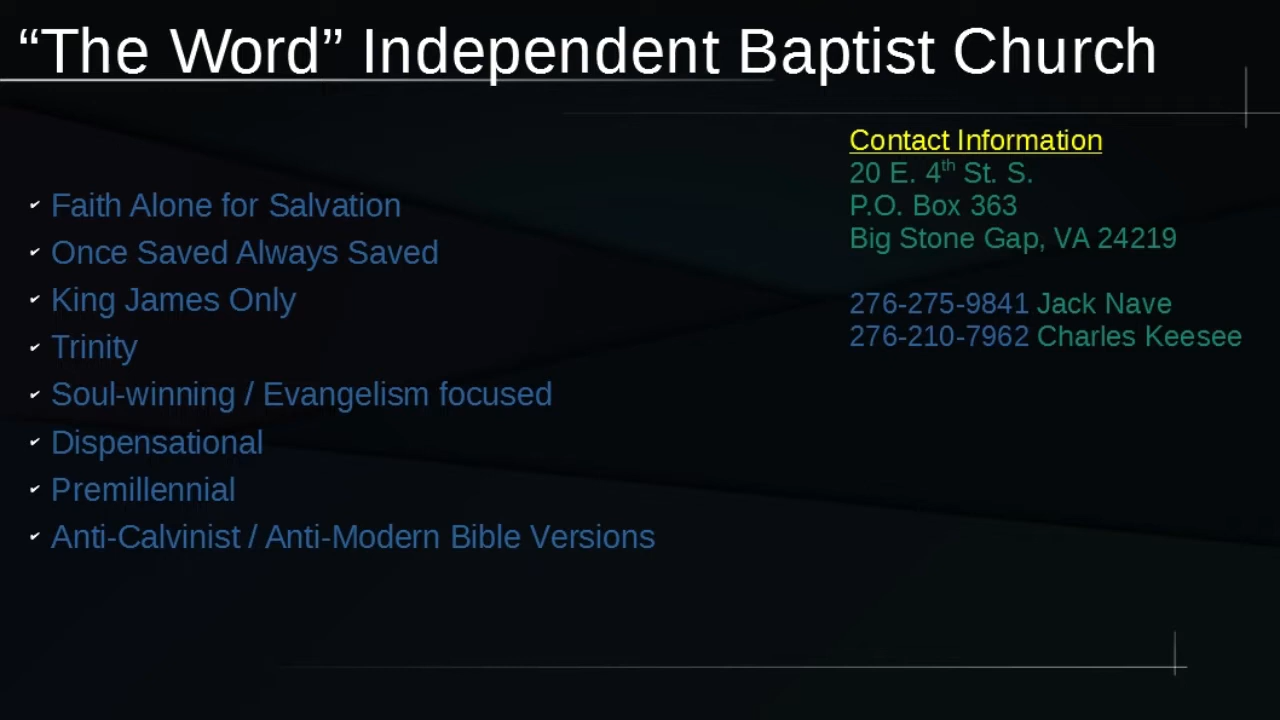 “The Word” Independent Baptist Church
Faith Alone for Salvation
Once Saved Always Saved
King James Only
Trinity
Soul-winning / Evangelism focused
Dispensational
Premillennial
Anti-Calvinist / Anti-Modern Bible Versions
Contact Information
20 E. 4th St. S.
P.O. Box 363
Big Stone Gap, VA 24219
276-275-9841 Jack Nave
276-210-7962 Charles Keesee